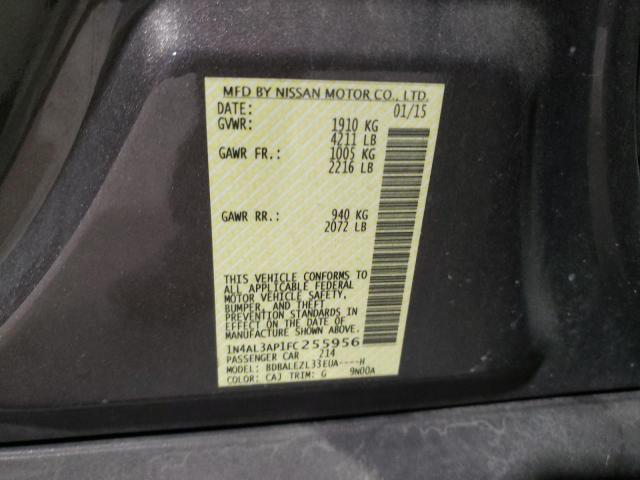 MFD BY NISSAN MOTOR CO., LTD.
DATE: 01/15
GVWR: 1910 KG
4211 LB
GAWR FR.: 1005 KG
2216 LB
GAWR RR.: 940 KG
2072 LB
THIS VEHICLE CONFORMS TO
ALL APPLICABLE FEDERAL
MOTOR VEHICLE SAFETY,
BUMPER, AND THEFT
PREVENTION STANDARDS IN
EFFECT ON THE DATE OF
MANUFACTURE SHOWN ABOVE.
1N4AL3AP1FC255956
PASSENGER CAR 214
MODEL: BDBALEZL33EUA----H
COLOR: CAJ TRIM: G 9N00A